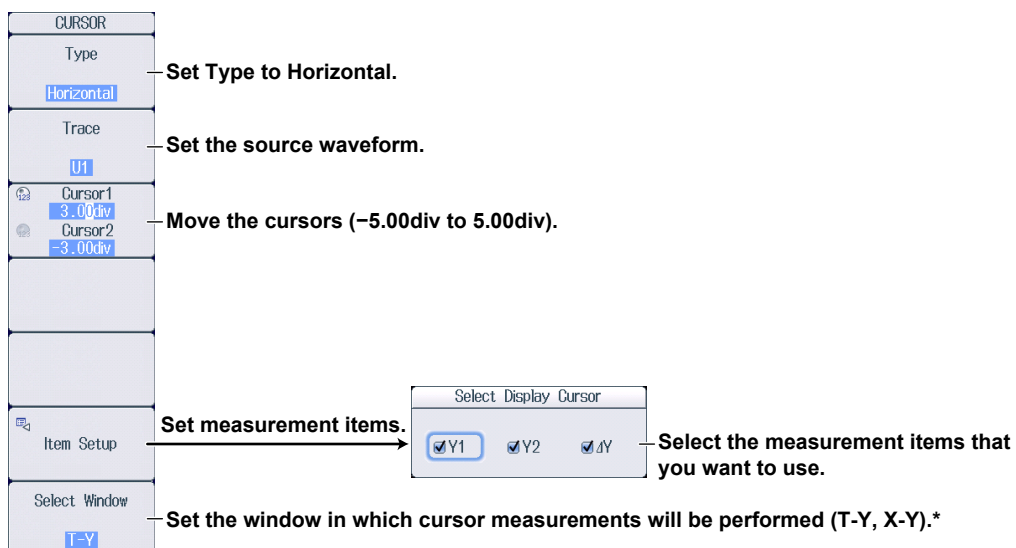 CURSOR
Type
Horizontal
Set Type to Horizontal.
Trace
U1
Set the source waveform.
123
Cursor1
3.00div
Cursor2
−3.00div
Move the cursors (−5.00div to 5.00div).
Item Setup
Set measurement items.
Select Display Cursor
Y1 Y2 ΔY
Select the measurement items that
you want to use.
Select Window
T-Y
Set the window in which cursor measurements will be performed (T-Y, X-Y).*